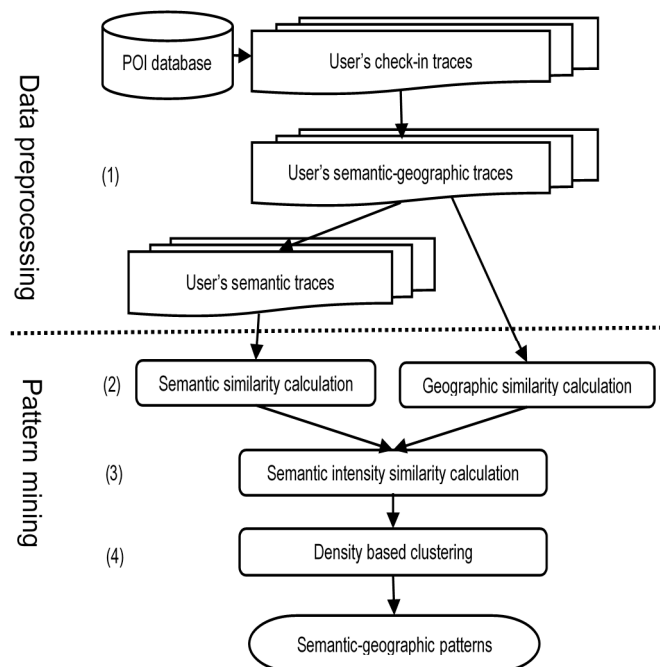 Data preprocessing
POI database
User's check-in traces
(1)
User's semantic-geographic traces
User's semantic traces
Pattern mining
(2)
Semantic similarity calculation
Geographic similarity calculation
(3)
Semantic intensity similarity calculation
(4)
Density based clustering
Semantic-geographic patterns